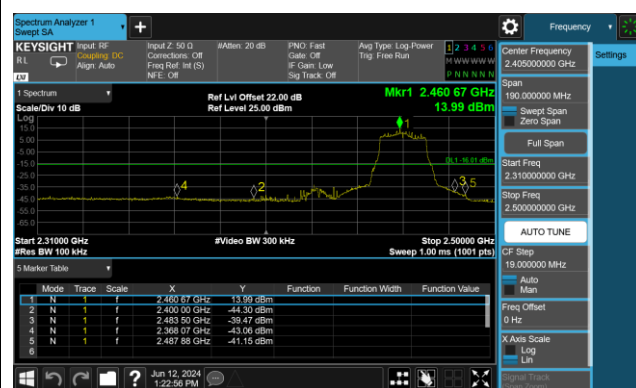 Spectrum Analyzer 1
Swept SA
Frequency
KEYSIGHT
RL
Input: RF
Coupling: DC
Align: Auto
Input Z: 50 Ω
Corrections: Off
Freq Ref: Int (S)
NFE: Off
#Atten: 20 dB
PNO: Fast
Gate: Off
IF Gain: Low
Sig Track: Off
Avg Type: Log-Power
Trig: Free Run
1 2 3 4 5 6
M W W W W W
P N N N N N
1 Spectrum
Scale/Div 10 dB
Ref Lvl Offset 22.00 dB
Ref Level 25.00 dBm
Mkr1 2.460 67 GHz
13.99 dBm
Log
15.0
5.00
-5.00
-15.0
-25.0
-35.0
-45.0
-55.0
-65.0
1
DL1 -16.01 dBm
4
2
3
5
Start 2.31000 GHz
#Video BW 300 kHz
Stop 2.50000 GHz
#Res BW 100 kHz
Sweep 1.00 ms (1001 pts)
5 Marker Table
Mode Trace Scale X Y Function Function Width Function Value
1 N 1 f 2.460 67 GHz 13.99 dBm
2 N 1 f 2.400 00 GHz -44.30 dBm
3 N 1 f 2.483 50 GHz -39.47 dBm
4 N 1 f 2.368 07 GHz -43.06 dBm
5 N 1 f 2.487 88 GHz -41.15 dBm
6
Center Frequency
2.405000000 GHz
Settings
Span
190.000000 MHz
Swept Span
Zero Span
Full Span
Start Freq
2.310000000 GHz
Stop Freq
2.500000000 GHz
AUTO TUNE
CF Step
19.000000 MHz
Auto
Man
Freq Offset
0 Hz
X Axis Scale
Log
Lin
Signal Track
Jun 12, 2024
1:22:56 PM